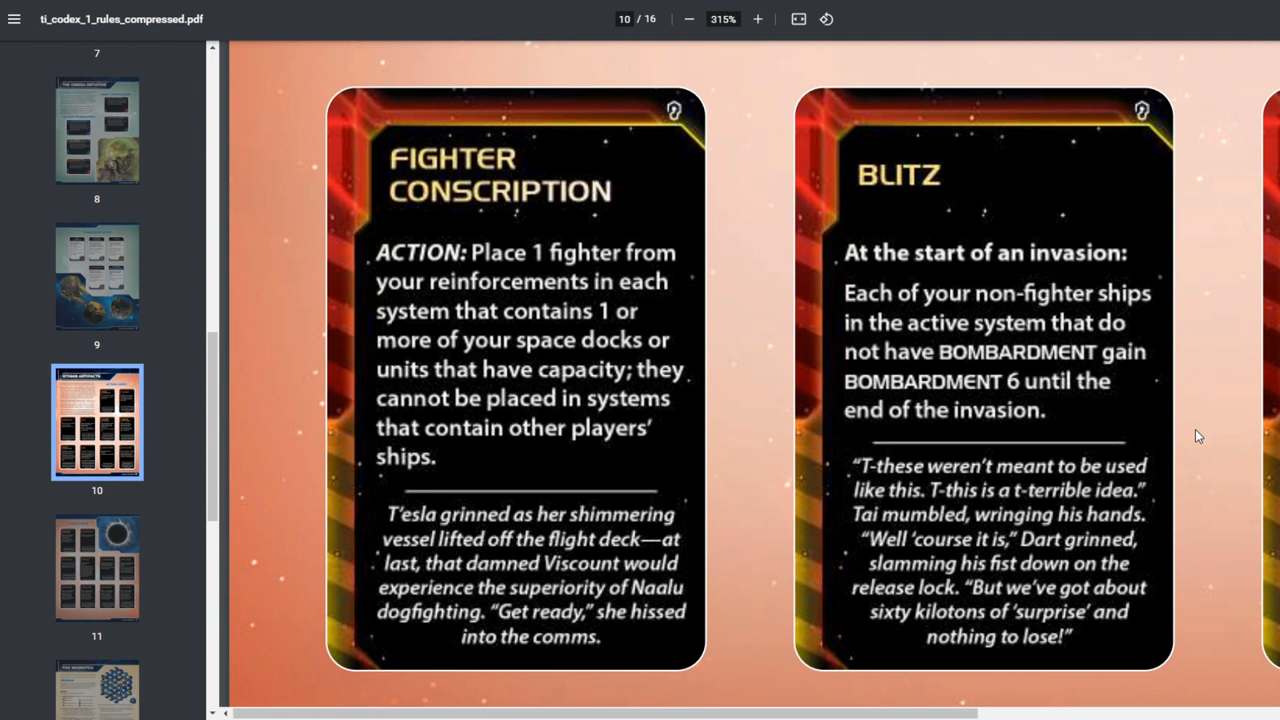 ti_codex_1_rules_compressed.pdf
10 / 16
315%
7
8
9
10
11
FIGHTER
CONSCRIPTION
ACTION: Place 1 fighter from
your reinforcements in each
system that contains 1 or
more of your space docks or
units that have capacity; they
cannot be placed in systems
that contain other players’
ships.
T’esla grinned as her shimmering
vessel lifted off the flight deck—at
last, that damned Viscount would
experience the superiority of Naalu
dogfighting. “Get ready,” she hissed
into the comms.
BLITZ
At the start of an invasion:
Each of your non-fighter ships
in the active system that do
not have BOMBARDMENT gain
BOMBARDMENT 6 until the
end of the invasion.
“T-these weren’t meant to be used
like this. T-this is a t-terrible idea.”
Tai mumbled, wringing his hands.
“Well ‘course it is,” Dart grinned,
slamming his fist down on the
release lock. “But we’ve got about
sixty kilotons of ‘surprise’ and
nothing to lose!”